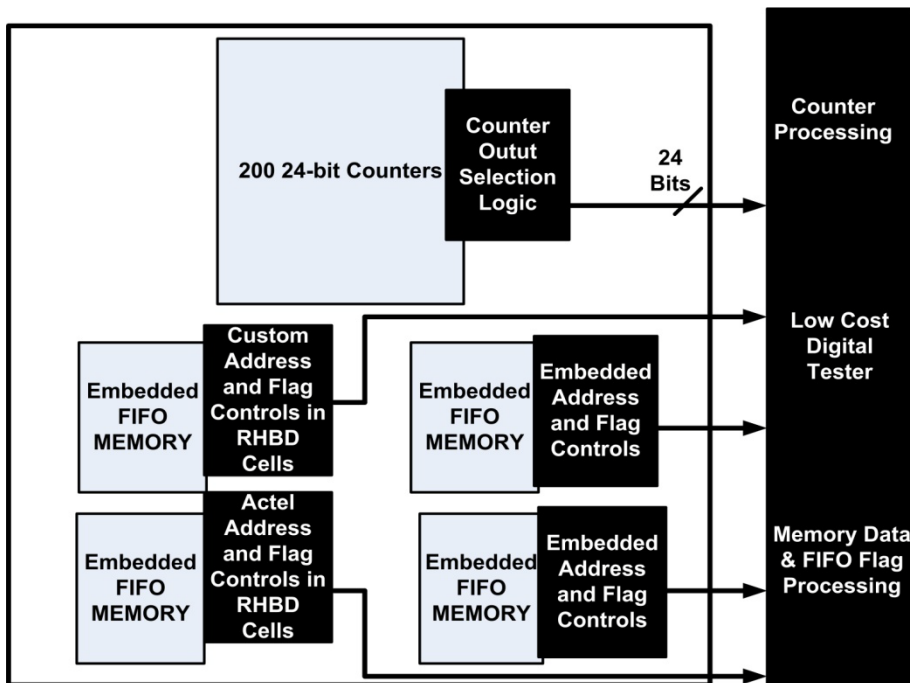 200 24-bit Counters
Counter
Outut
Selection
Logic
24
Bits
Counter
Processing
Low Cost
Digital
Tester
Memory Data
& FIFO Flag
Processing
Embedded
FIFO
MEMORY
Custom
Address
and Flag
Controls in
RHBD
Cells
Embedded
FIFO
MEMORY
Embedded
Address
and Flag
Controls
Embedded
FIFO
MEMORY
Actel
Address
and Flag
Controls in
RHBD
Cells
Embedded
FIFO
MEMORY
Embedded
Address
and Flag
Controls